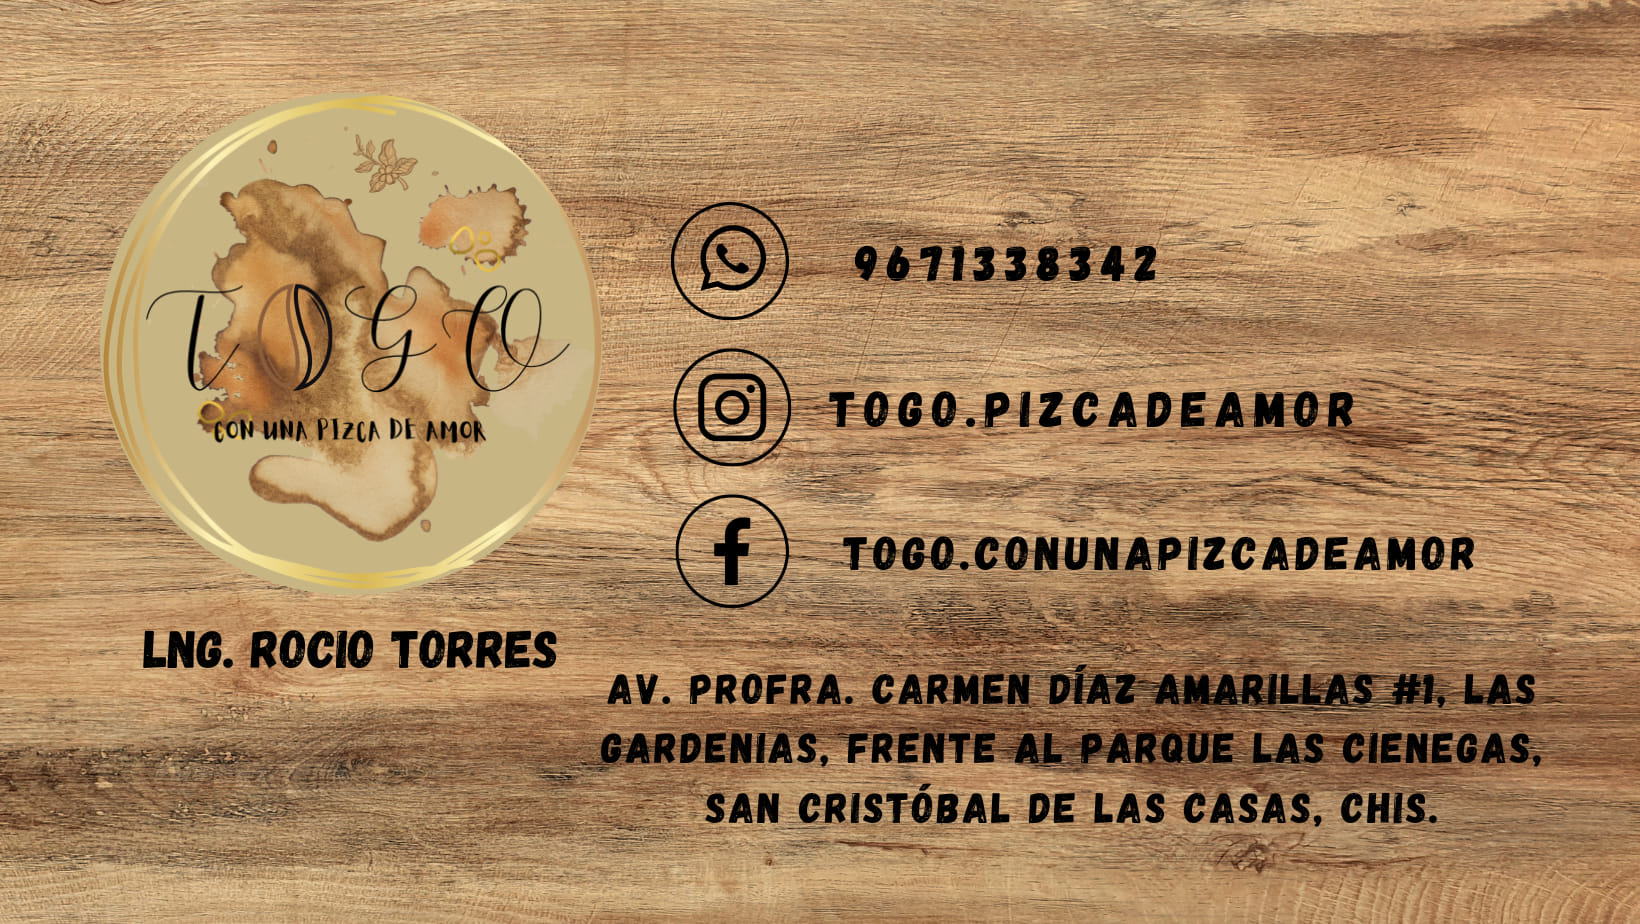 TOGO
CON UNA PIZCA DE AMOR
LNG. ROCIO TORRES
9671338342
TOGO.PIZCADEAMOR
TOGO.CONUNAPIZCADEAMOR
AV. PROFRA. CARMEN DÍAZ AMARILLAS #1, LAS
GARDENIAS, FRENTE AL PARQUE LAS CIENEGAS,
SAN CRISTÓBAL DE LAS CASAS, CHIS.